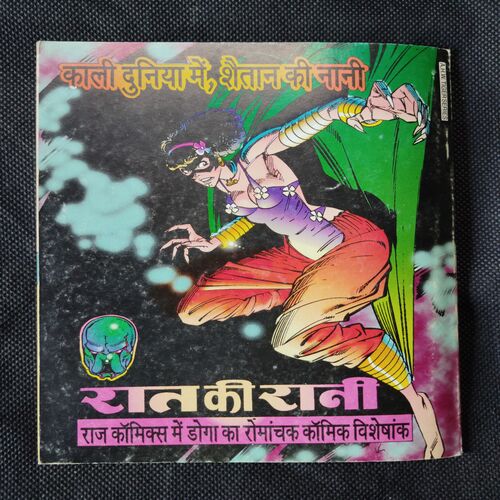 काली दुनिया में, शैतान की नानी
रात की रानी
राज कॉमिक्स में डोगा का रोमांचक कॉमिक विशेषांक